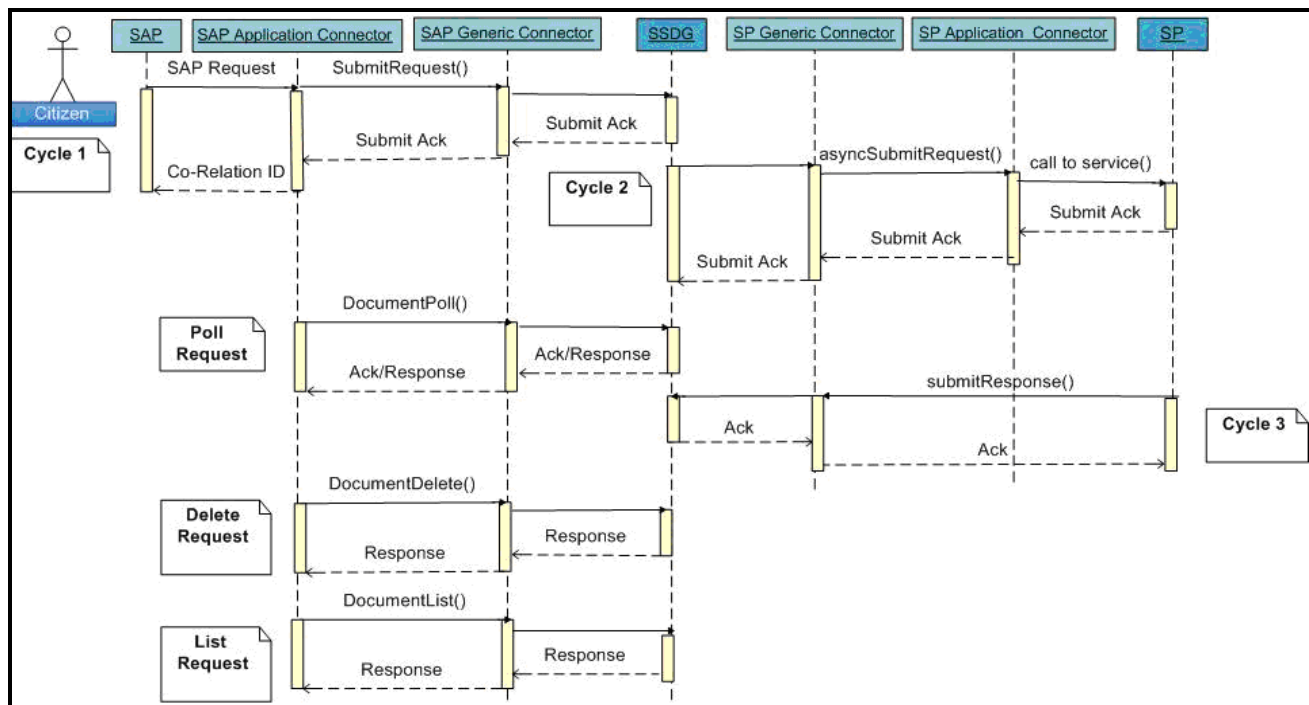 SAP
SAP Application Connector
SAP Generic Connector
SSDG
SP Generic Connector
SP Application Connector
SP
Citizen
SAP Request
SubmitRequest()
Submit Ack
Submit Ack
Cycle 1
Co-Relation ID
Cycle 2
asyncSubmitRequest()
call to service()
Submit Ack
Submit Ack
Submit Ack
Poll
Request
DocumentPoll()
Ack/Response
Ack/Response
submitResponse()
Ack
Ack
Cycle 3
Delete
Request
DocumentDelete()
Response
Response
List
Request
DocumentList()
Response
Response